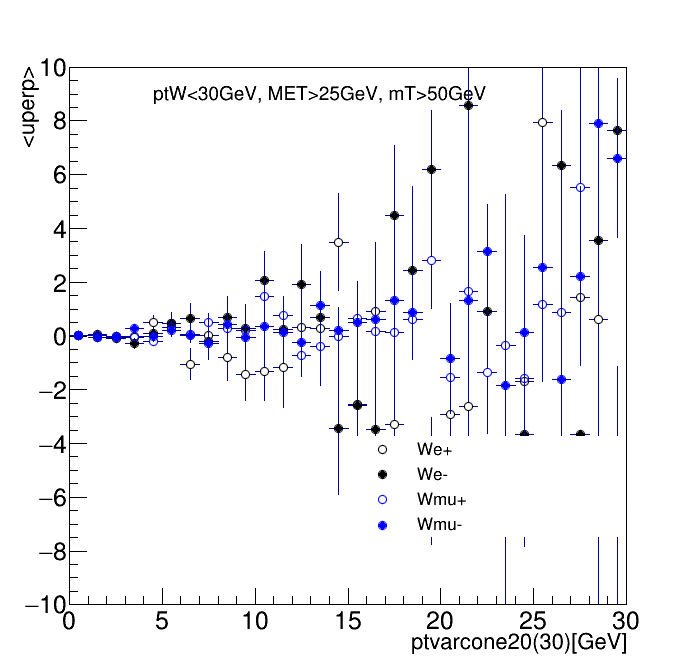 ptW<30GeV, MET>25GeV, mT>50GeV
<uperp>
10
8
6
4
2
0
−2
−4
−6
−8
−10
We+
We-
Wmu+
Wmu-
0 5 10 15 20 25 30
ptvarcone20(30)[GeV]